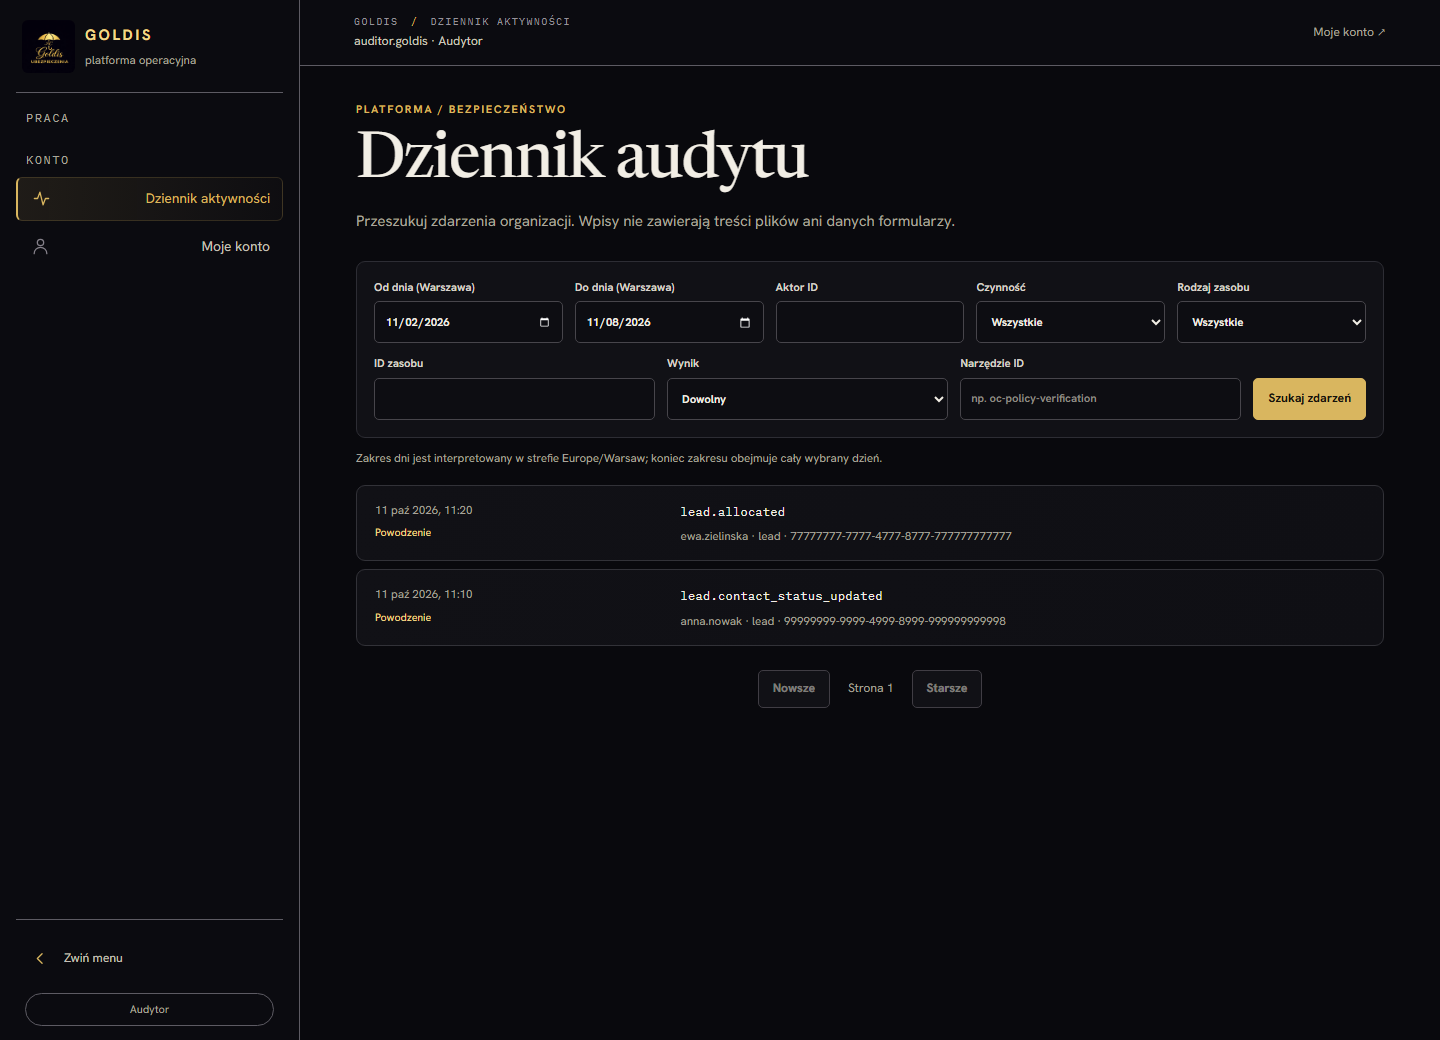 Goldis
UBEZPIECZENIA
GOLDIS
platforma operacyjna
PRACA
KONTO
Dziennik aktywności
Moje konto
Zwiń menu
Audytor
GOLDIS / DZIENNIK AKTYWNOŚCI
auditor.goldis · Audytor
Moje konto ↗
PLATFORMA / BEZPIECZEŃSTWO
Dziennik audytu
Przeszukuj zdarzenia organizacji. Wpisy nie zawierają treści plików ani danych formularzy.
Od dnia (Warszawa) Do dnia (Warszawa) Aktor ID Czynność Rodzaj zasobu
11/02/2026 11/08/2026 Wszystkie Wszystkie
ID zasobu Wynik Narzędzie ID
Dowolny np. oc-policy-verification Szukaj zdarzeń
Zakres dni jest interpretowany w strefie Europe/Warsaw; koniec zakresu obejmuje cały wybrany dzień.
11 paź 2026, 11:20 lead.allocated
Powodzenie ewa.zielinska · lead · 77777777-7777-4777-8777-777777777777
11 paź 2026, 11:10 lead.contact_status_updated
Powodzenie anna.nowak · lead · 99999999-9999-4999-8999-999999999998
Nowsze Strona 1 Starsze